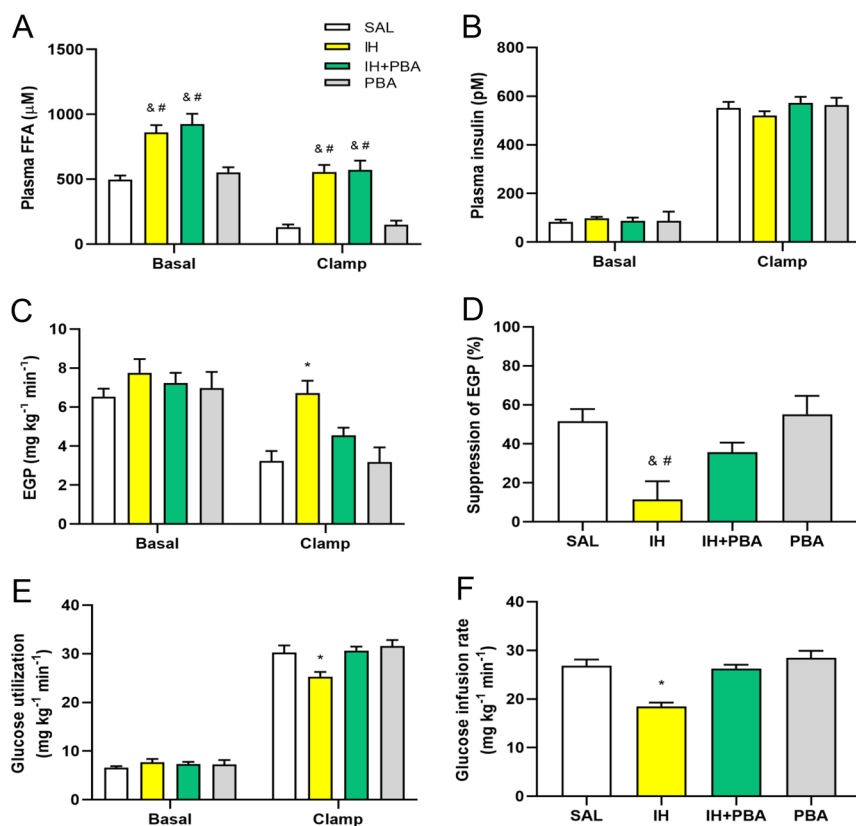 A
Plasma FFA (µM)
1500
1000
500
0
& #
& #
& #
& #
Basal
Clamp
SAL
IH
IH+PBA
PBA
B
Plasma insulin (pM)
800
600
400
200
0
Basal
Clamp
C
EGP (mg kg⁻¹ min⁻¹)
8
6
4
2
0
*
Basal
Clamp
D
Suppression of EGP (%)
100
80
60
40
20
0
& #
SAL
IH
IH+PBA
PBA
E
Glucose utilization
(mg kg⁻¹ min⁻¹)
40
30
20
10
0
*
Basal
Clamp
F
Glucose infusion rate
(mg kg⁻¹ min⁻¹)
40
30
20
10
0
*
SAL
IH
IH+PBA
PBA